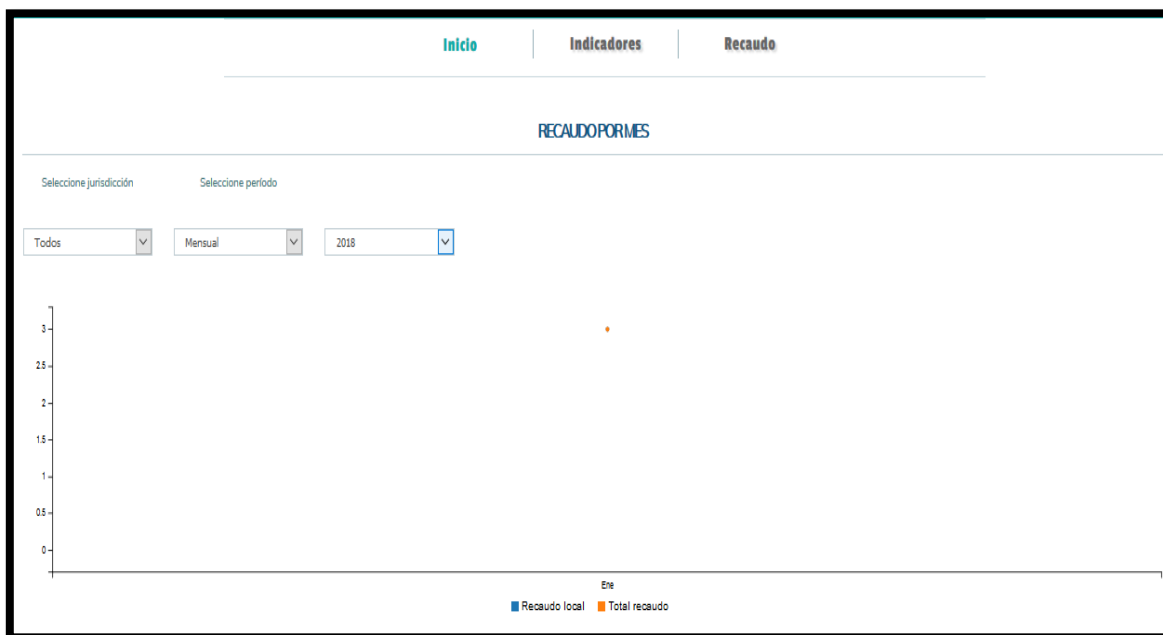 Inicio Indicadores Recaudo
RECAUDO POR MES
Seleccione jurisdicción Seleccione período
Todos Mensual 2018
3
2.5
2
1.5
1
0.5
0
Ene
Recaudo local Total recaudo